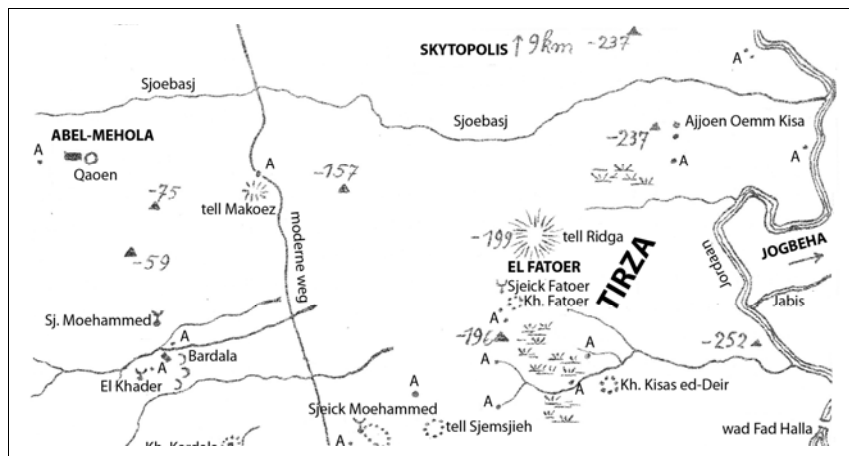 SKYTOPOLIS ↑ 9km -237
A
Sjoebasj
Sjoebasj
Ajjoen Oemm Kisa
-237
ABEL-MEHOLA
A
A
A
A
Qaoen
-75
-157
tell Makoez
moderne weg
-199
tell Ridga
TIRZA
Jordaan
JOGBEHA
-59
EL FATOER
Sjeick Fatoer
Kh. Fatoer
Jabis
Sj. Moehammed
A
A
-196
A
-252
Bardala
A
A
El Khader
A
Kh. Kisas ed-Deir
A
A
Sjeick Moehammed
tell Sjemsjieh
wad Fad Halla
Kh. Kardala
A